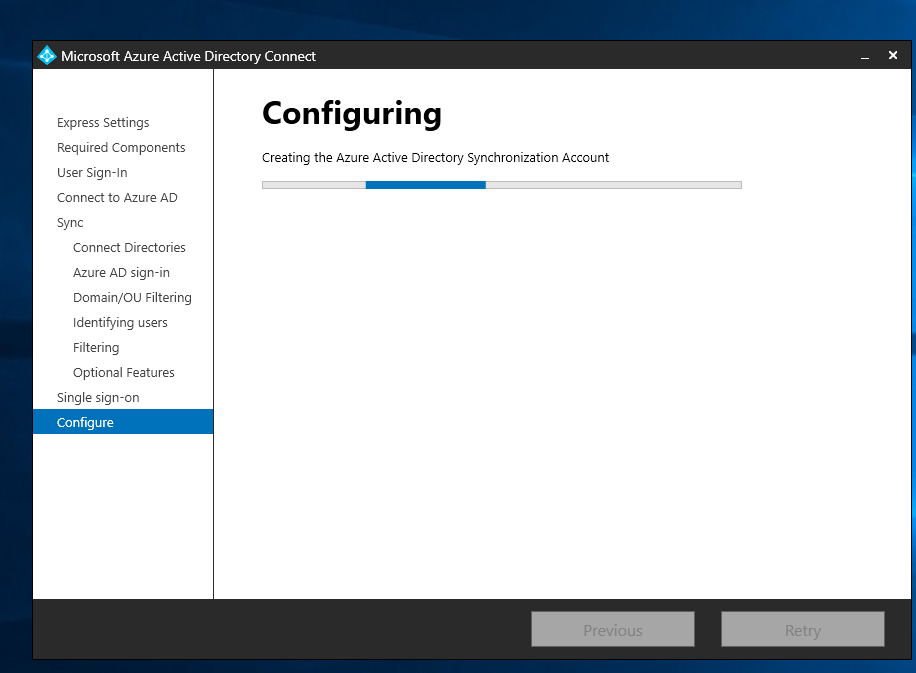 Microsoft Azure Active Directory Connect
Express Settings
Required Components
User Sign-In
Connect to Azure AD
Sync
Connect Directories
Azure AD sign-in
Domain/OU Filtering
Identifying users
Filtering
Optional Features
Single sign-on
Configure
Configuring
Creating the Azure Active Directory Synchronization Account
Previous
Retry